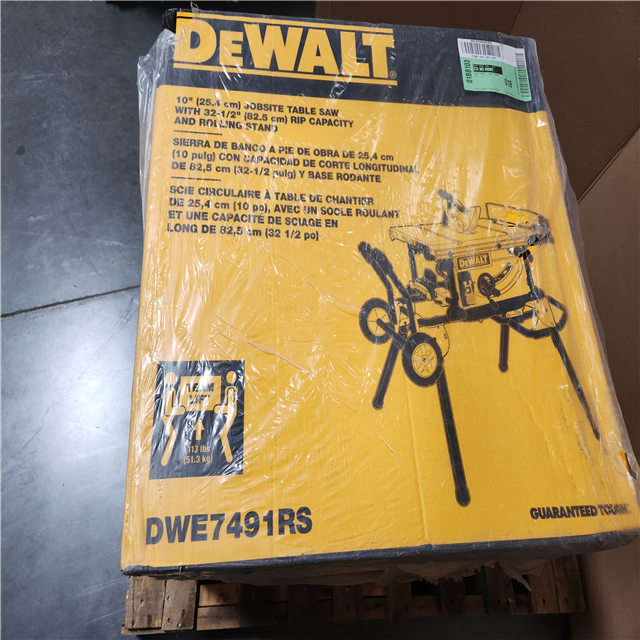 DEWALT
10" (25,4 cm) JOBSITE TABLE SAW
WITH 32-1/2" (82.5 cm) RIP CAPACITY
AND ROLLING STAND
SIERRA DE BANCO A PIE DE OBRA DE 25,4 cm
(10 pulg) CON CAPACIDAD DE CORTE LONGITUDINAL
DE 82,5 cm (32-1/2 pulg) Y BASE RODANTE
SCIE CIRCULAIRE À TABLE DE CHANTIER
DE 25,4 cm (10 po), AVEC UN SOCLE ROULANT
ET UNE CAPACITÉ DE SCIAGE EN
LONG DE 82,5 cm (32 1/2 po)
DEWALT
TEAM
LIFT
113 lbs
(51.3 kg)
DWE7491RS
GUARANTEED TOUGH